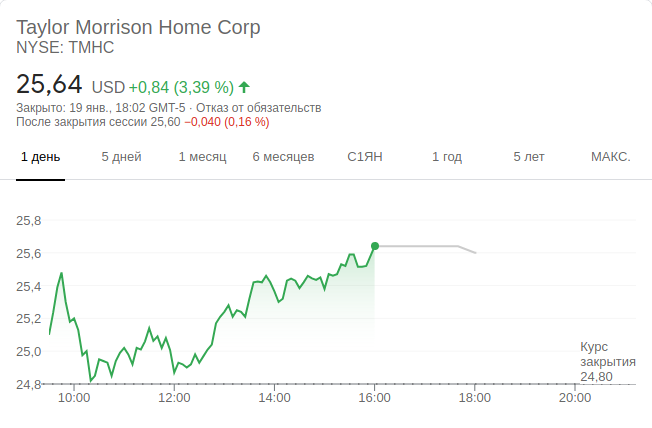 Taylor Morrison Home Corp
NYSE: TMHC
25,64 USD +0,84 (3,39 %)
Закрыто: 19 янв., 18:02 GMT-5 · Отказ от обязательств
После закрытия сессии 25,60 −0,040 (0,16 %)
1 день 5 дней 1 месяц 6 месяцев С1ЯН 1 год 5 лет МАКС.
25,8
25,6
25,4
25,2
25,0
24,8
Курс
закрытия
24,80
10:00 12:00 14:00 16:00 18:00 20:00